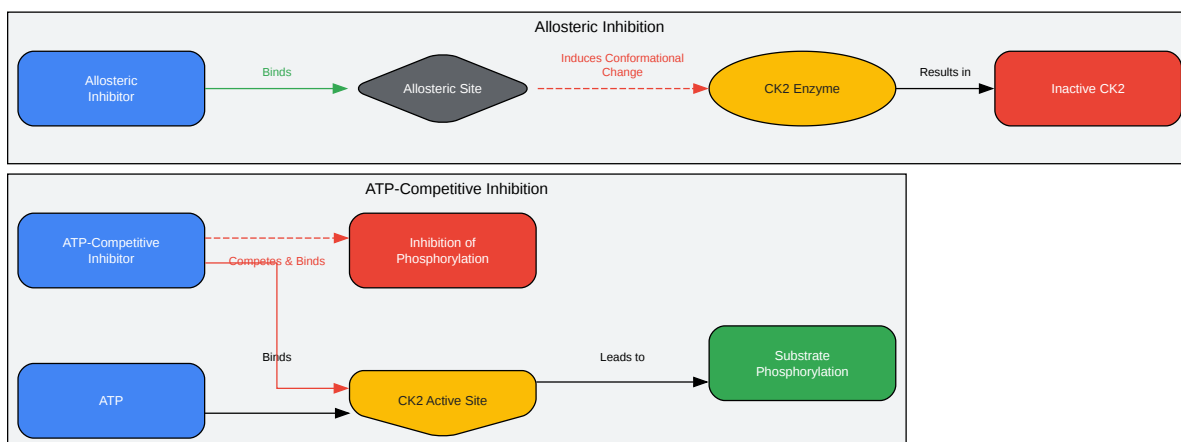 Allosteric Inhibition
Allosteric
Inhibitor
Binds
Allosteric Site
Induces Conformational
Change
CK2 Enzyme
Results in
Inactive CK2
ATP-Competitive Inhibition
ATP-Competitive
Inhibitor
Competes & Binds
Inhibition of
Phosphorylation
ATP
Binds
CK2 Active Site
Leads to
Substrate
Phosphorylation